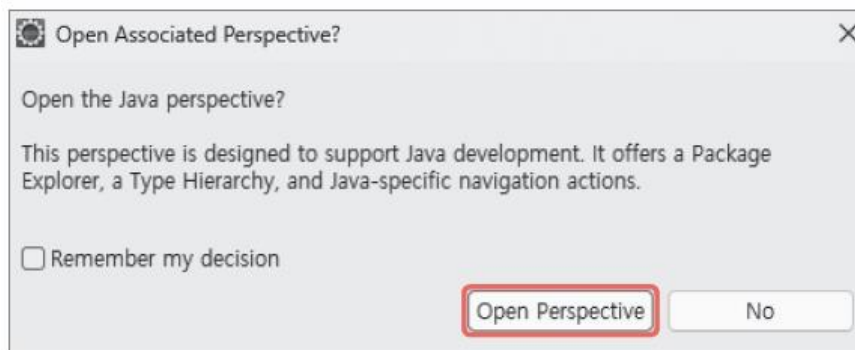 Open Associated Perspective?
Open the Java perspective?
This perspective is designed to support Java development. It offers a Package
Explorer, a Type Hierarchy, and Java-specific navigation actions.
Remember my decision
Open Perspective
No